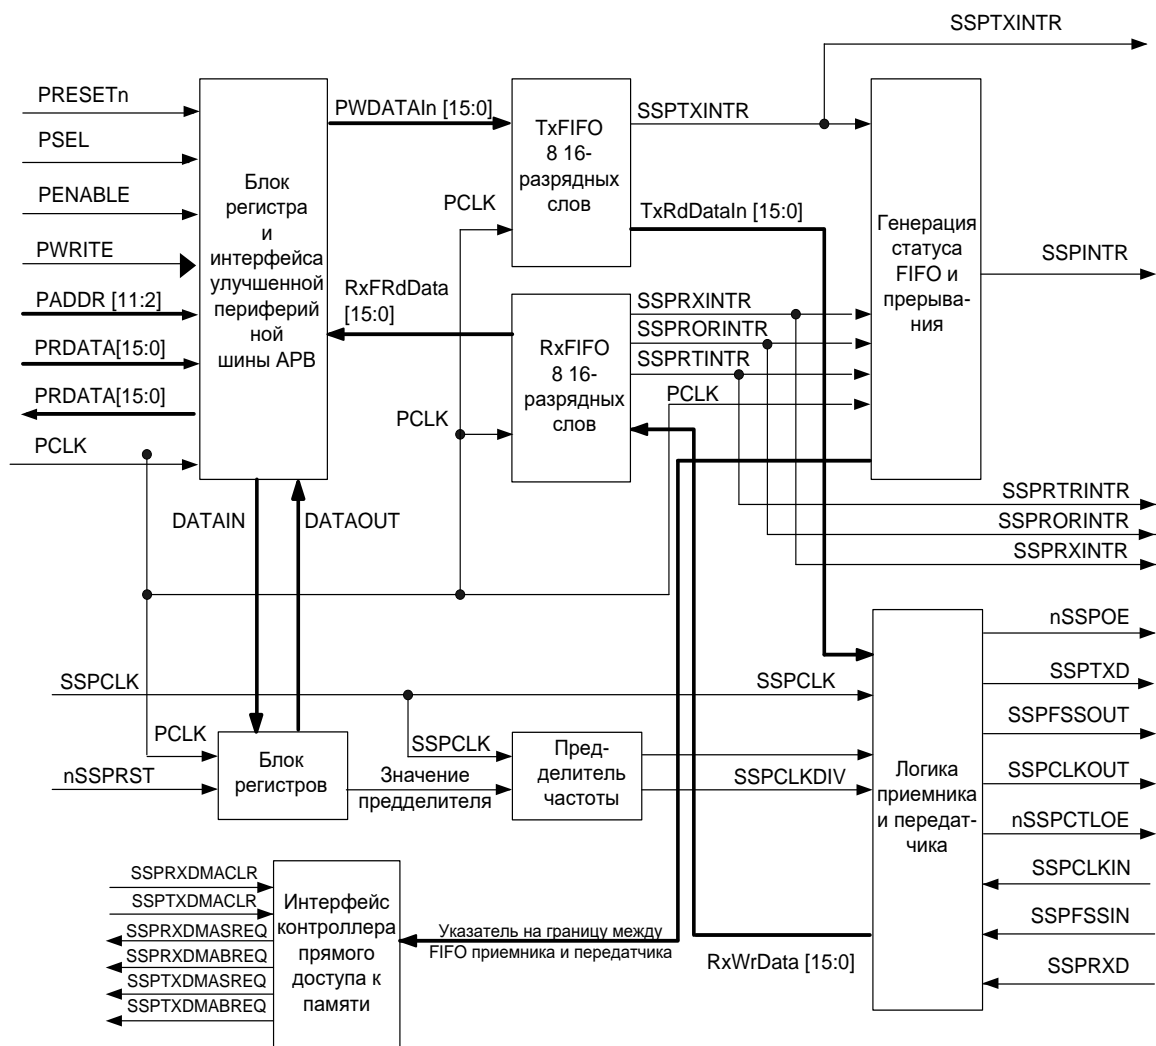 SSPTXINTR
PRESETn
PSEL
PENABLE
PWRITE
PADDR [11:2]
PRDATA[15:0]
PRDATA[15:0]
PCLK
Блок
регистра
и
интерфейса
улучшенной
периферий
ной
шины APB
PWDATAIn [15:0]
RxFRdData
[15:0]
PCLK
PCLK
TxFIFO
8 16-
разрядных
слов
RxFIFO
8 16-
разрядных
слов
SSPTXINTR
TxRdDataIn [15:0]
SSPRXINTR
SSPRORINTR
SSPRTINTR
PCLK
Генерация
статуса
FIFO и
прерыва-
ния
SSPINTR
SSPRTRINTR
SSPRORINTR
SSPRXINTR
DATAIN
DATAOUT
SSPCLK
SSPCLK
PCLK
nSSPRST
Блок
регистров
SSPCLK
Значение
предделителя
Пред-
делитель
частоты
SSPCLKDIV
Логика
приемника
и передат-
чика
nSSPOE
SSPTXD
SSPFSSOUT
SSPCLKOUT
nSSPCTLOE
SSPCLKIN
SSPFSSIN
SSPRXD
SSPRXDMACLR
SSPTXDMACLR
SSPRXDMASREQ
SSPRXDMABREQ
SSPTXDMASREQ
SSPTXDMABREQ
Интерфейс
контроллера
прямого
доступа к
памяти
Указатель на границу между
FIFO приемника и передатчика
RxWrData [15:0]